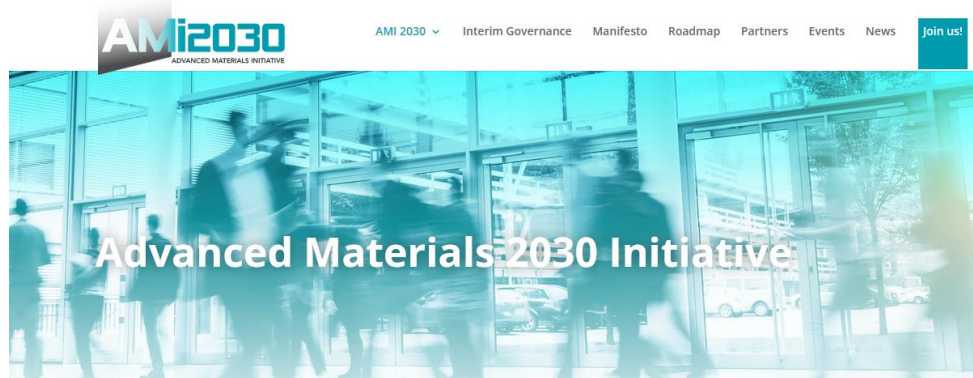 AMi2030
ADVANCED MATERIALS INITIATIVE
AMI 2030 Interim Governance Manifesto Roadmap Partners Events News Join us!
Advanced Materials 2030 Initiative